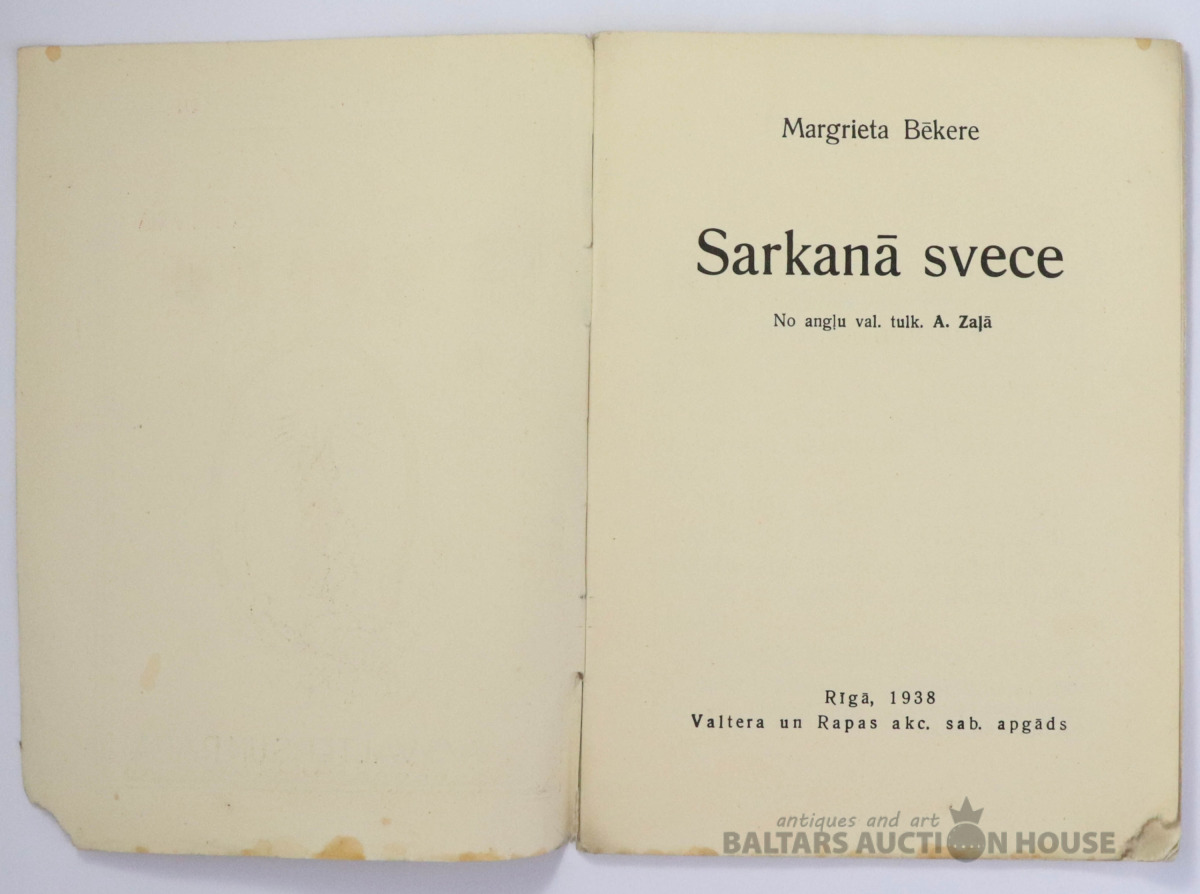 Margrieta Bēkere
Sarkanā svece
No angļu val. tulk. A. Zaļā
Rīgā, 1938
Valtera un Rapas akc. sab. apgāds
antiques and art
BALTARS AUCTION HOUSE